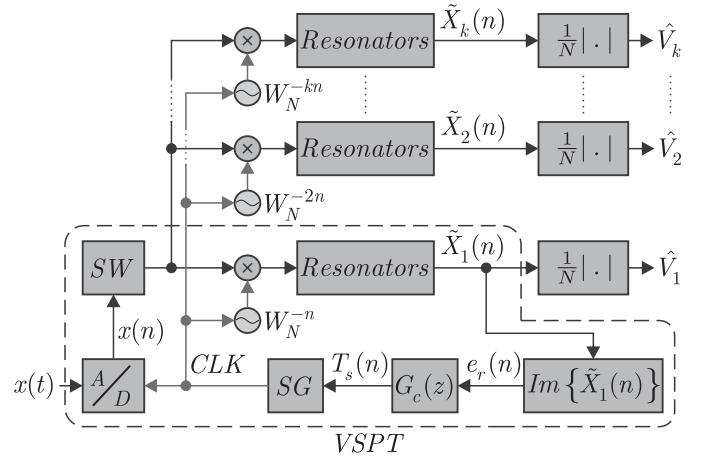 × Resonators X̃_k(n) 1/N|.| V̂_k
W_N^{-kn}
× Resonators X̃_2(n) 1/N|.| V̂_2
W_N^{-2n}
SW × Resonators X̃_1(n) 1/N|.| V̂_1
W_N^{-n}
x(n)
x(t) A/D CLK SG T_s(n) G_c(z) e_r(n) Im{X̃_1(n)}
VSPT